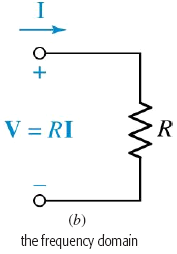 I
+
V = RI
R
−
(b)
the frequency domain